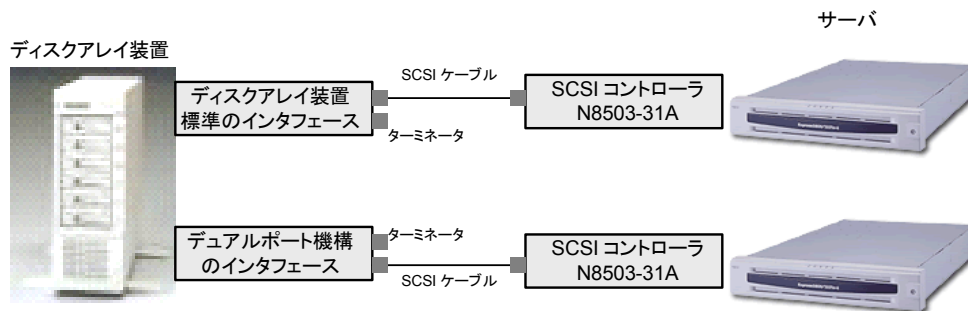 サーバ
ディスクアレイ装置
SCSI ケーブル
ディスクアレイ装置
標準のインタフェース
SCSI コントローラ
N8503-31A
ターミネータ
デュアルポート機構
のインタフェース
ターミネータ
SCSI コントローラ
N8503-31A
SCSI ケーブル